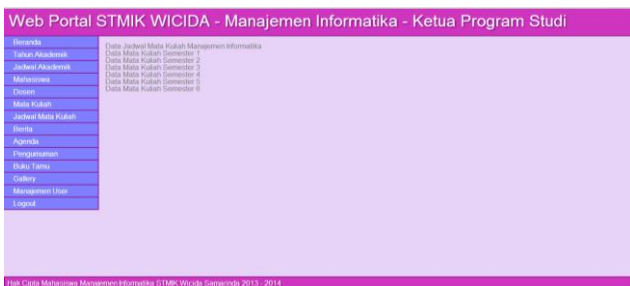 Web Portal STMIK WICIDA - Manajemen Informatika - Ketua Program Studi
Beranda
Tahun Akademik
Jadwal Akademik
Mahasiswa
Dosen
Mata Kuliah
Jadwal Mata Kuliah
Berita
Agenda
Pengumuman
Buku Tamu
Gallery
Manajemen User
Logout
Data Jadwal Mata Kuliah Manajemen Informatika
Data Mata Kuliah Semester 1
Data Mata Kuliah Semester 2
Data Mata Kuliah Semester 3
Data Mata Kuliah Semester 4
Data Mata Kuliah Semester 5
Data Mata Kuliah Semester 6
Hak Cipta Mahasiswa Manajemen Informatika STMIK Wicida Samarinda 2013 - 2014